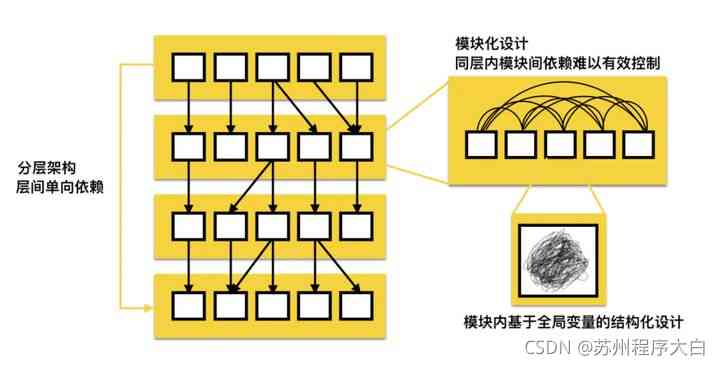 模块化设计
同层内模块间依赖难以有效控制
分层架构
层间单向依赖
模块内基于全局变量的结构化设计
CSDN @苏州程序大白